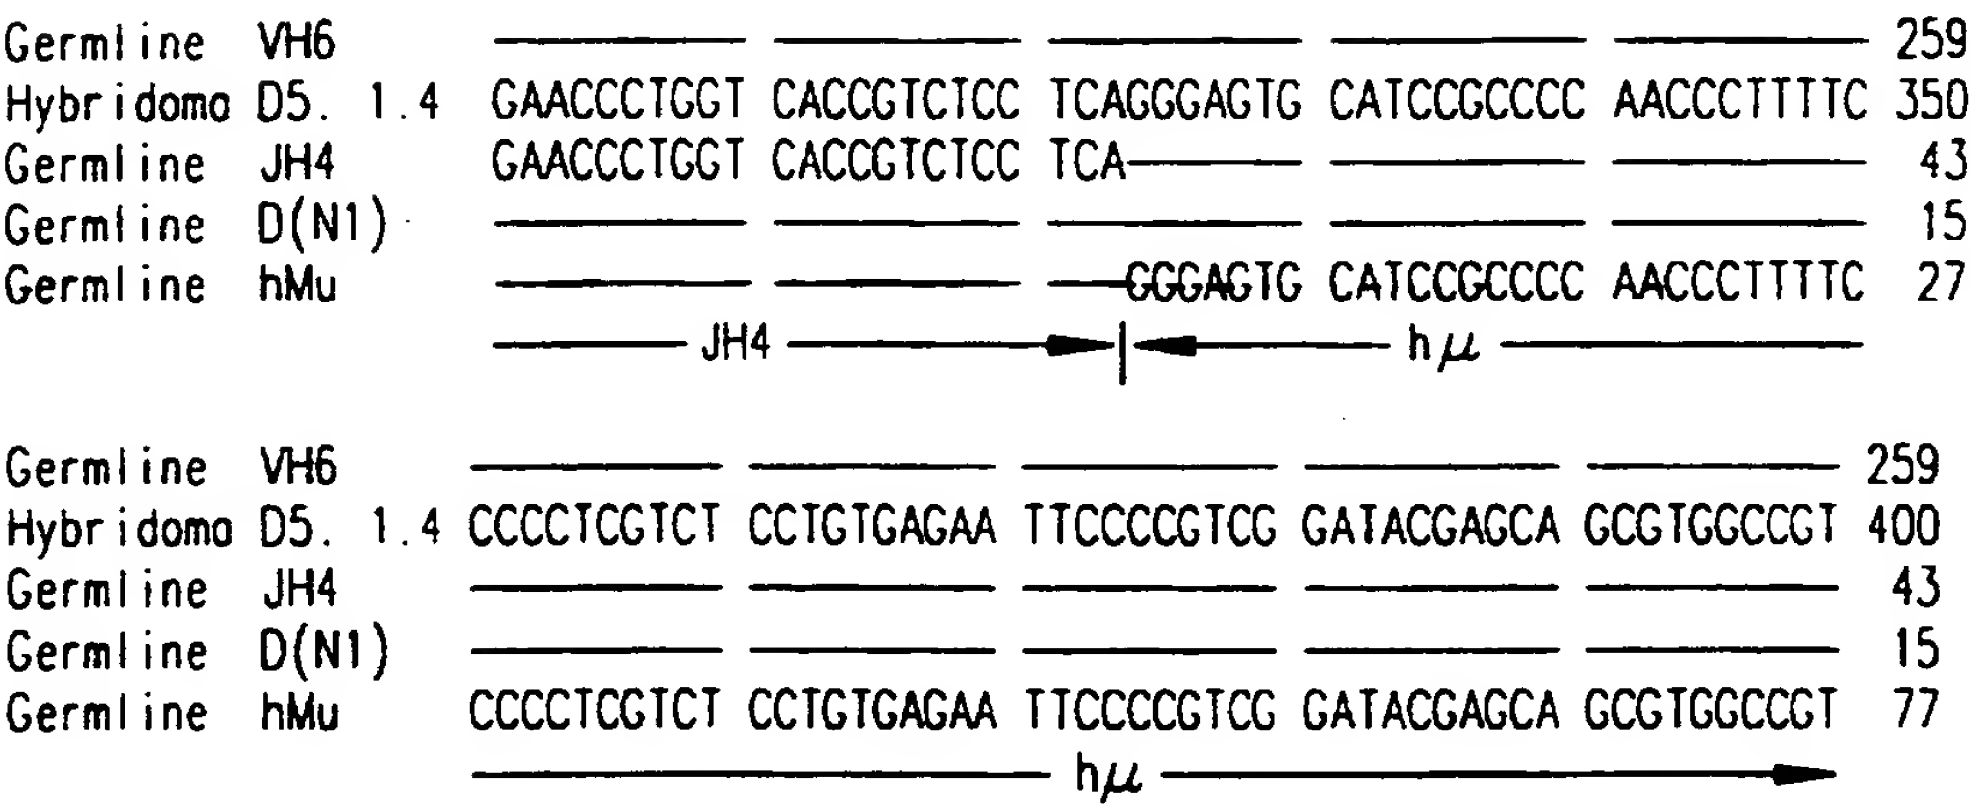 Germline VH6 ——— ——— ——— ——— ——— 259
Hybridoma D5. 1.4 GAACCCTGGT CACCGTCTCC TCAGGGAGTG CATCCGCCCC AACCCTTTTC 350
Germline JH4 GAACCCTGGT CACCGTCTCC TCA——— ——— ——— 43
Germline D(N1) ——— ——— ——— ——— ——— 15
Germline hMu ——— ——— ———GGGAGTG CATCCGCCCC AACCCTTTTC 27
JH4 hμ
Germline VH6 ——— ——— ——— ——— ——— 259
Hybridoma D5. 1.4 CCCCTCGTCT CCTGTGAGAA TTCCCCGTCG GATACGAGCA GCGTGGCCGT 400
Germline JH4 ——— ——— ——— ——— ——— 43
Germline D(N1) ——— ——— ——— ——— ——— 15
Germline hMu CCCCTCGTCT CCTGTGAGAA TTCCCCGTCG GATACGAGCA GCGTGGCCGT 77
hμ